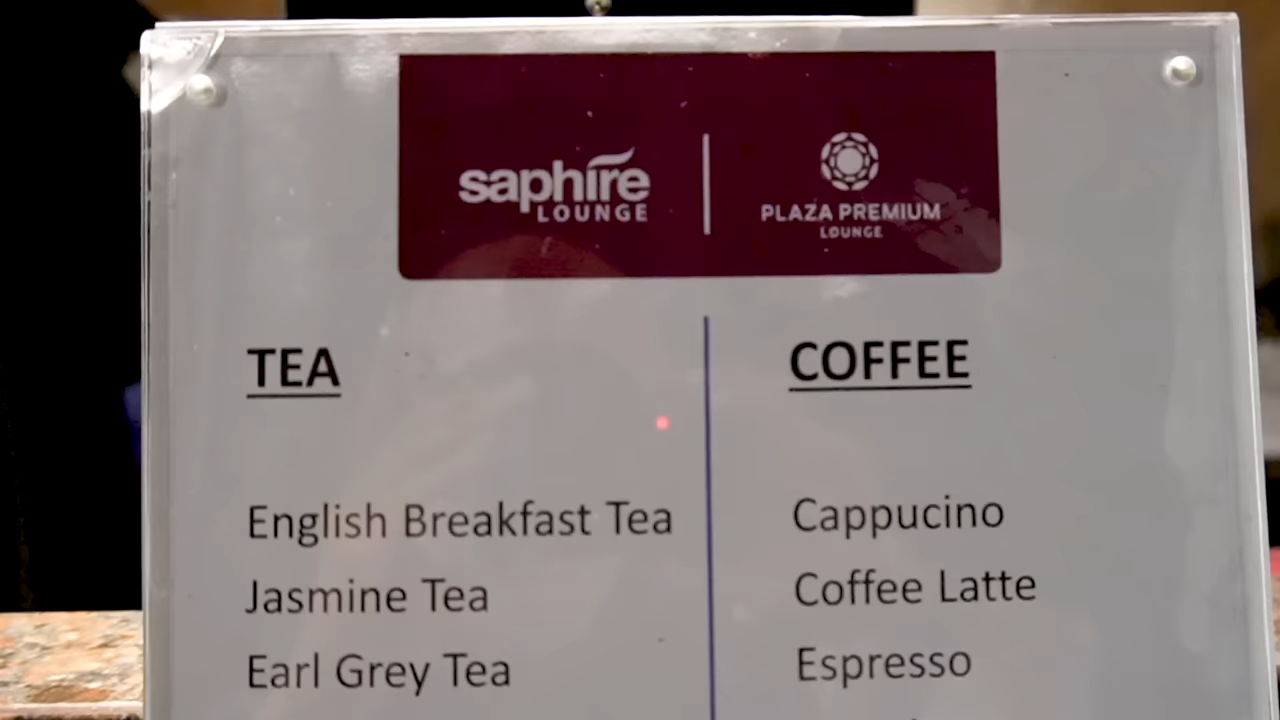 saphire
LOUNGE
PLAZA PREMIUM
LOUNGE
TEA
English Breakfast Tea
Jasmine Tea
Earl Grey Tea
COFFEE
Cappucino
Coffee Latte
Espresso